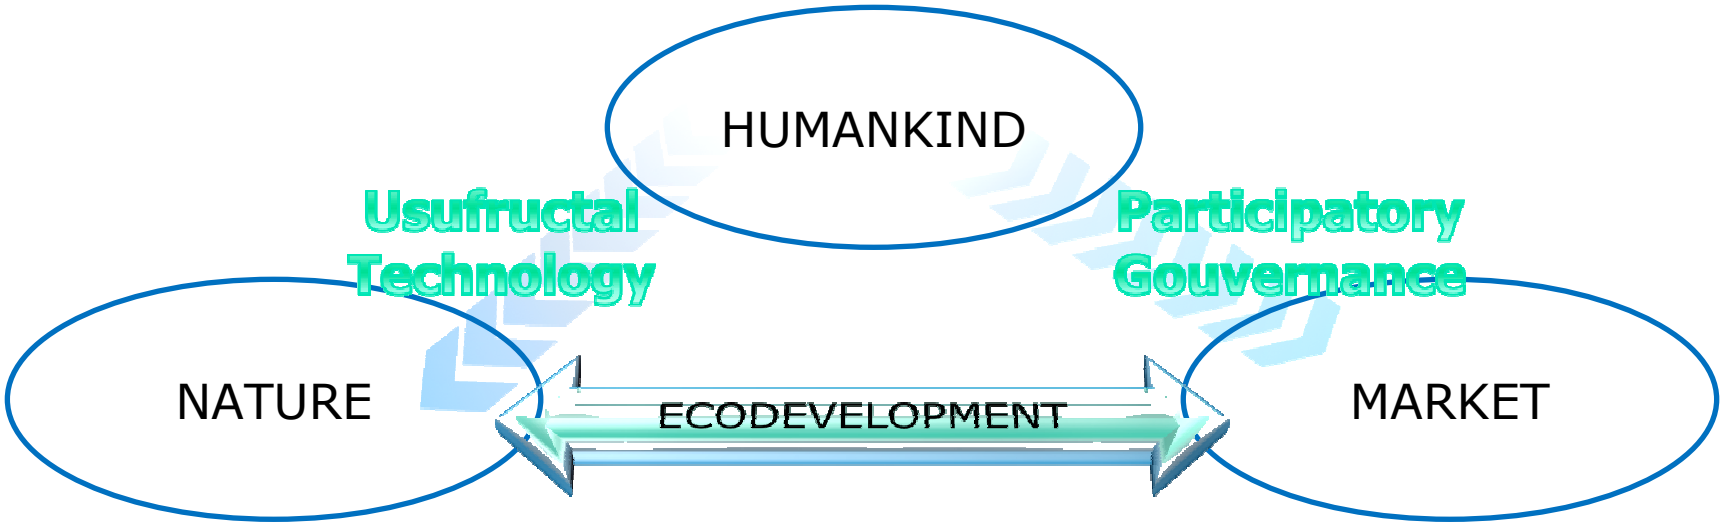 HUMANKIND
Usufructal
Technology
Participatory
Gouvernance
NATURE
ECODEVELOPMENT
MARKET